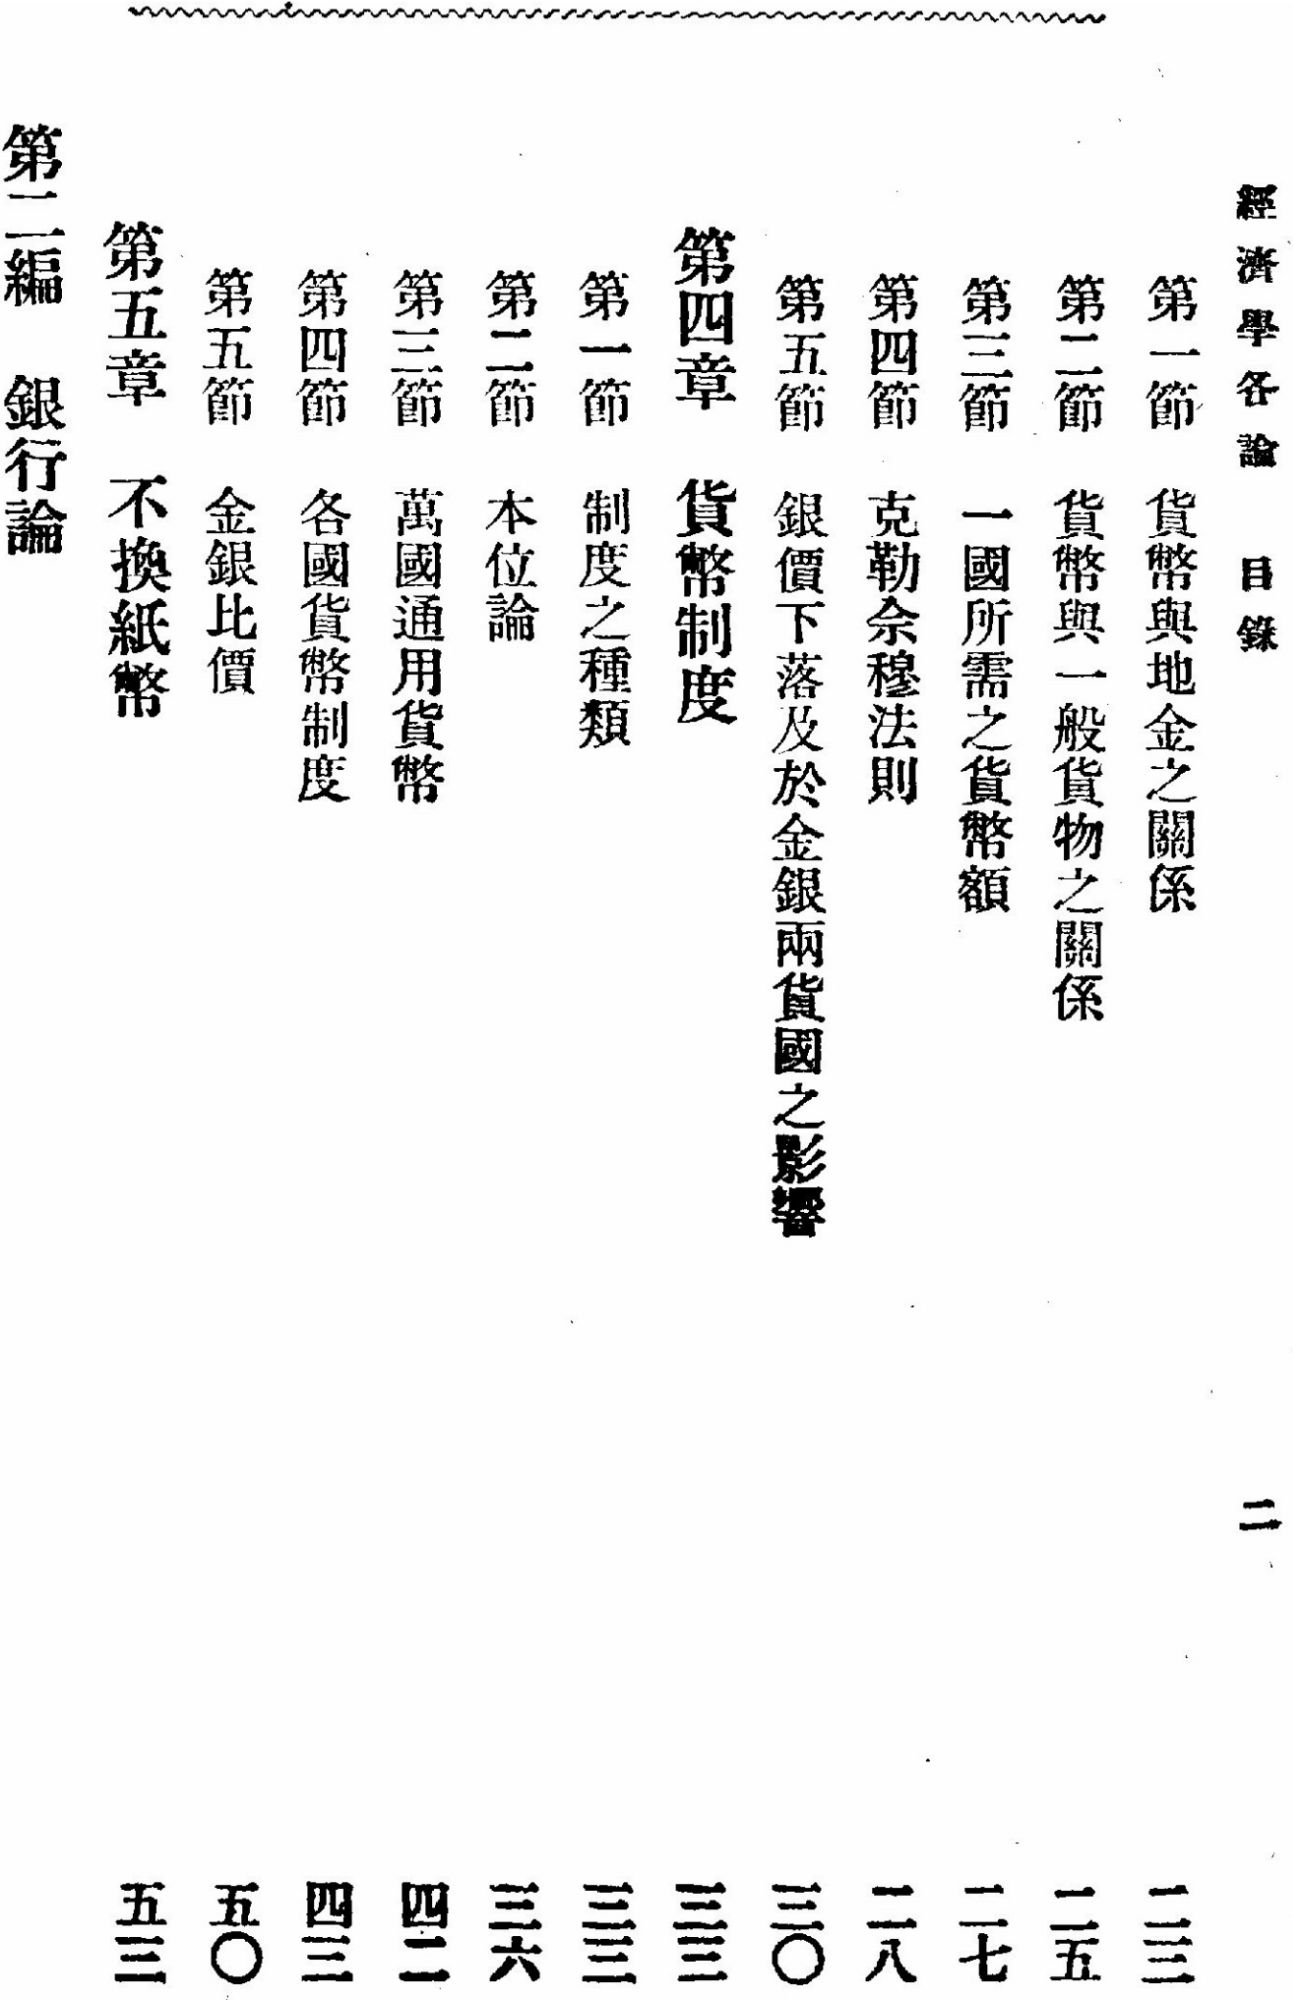 經濟學各論　目錄　二
第一節　貨幣與地金之關係　二三
第二節　貨幣與一般貨物之關係　二五
第三節　一國所需之貨幣額　二七
第四節　克勒佘穆法則　二八
第五節　銀價下落及於金銀兩貨國之影響　三〇
第四章　貨幣制度　三三
第一節　制度之種類　三三
第二節　本位論　三六
第三節　萬國通用貨幣　四二
第四節　各國貨幣制度　四三
第五節　金銀比價　五〇
第五章　不換紙幣　五三
第二編　銀行論